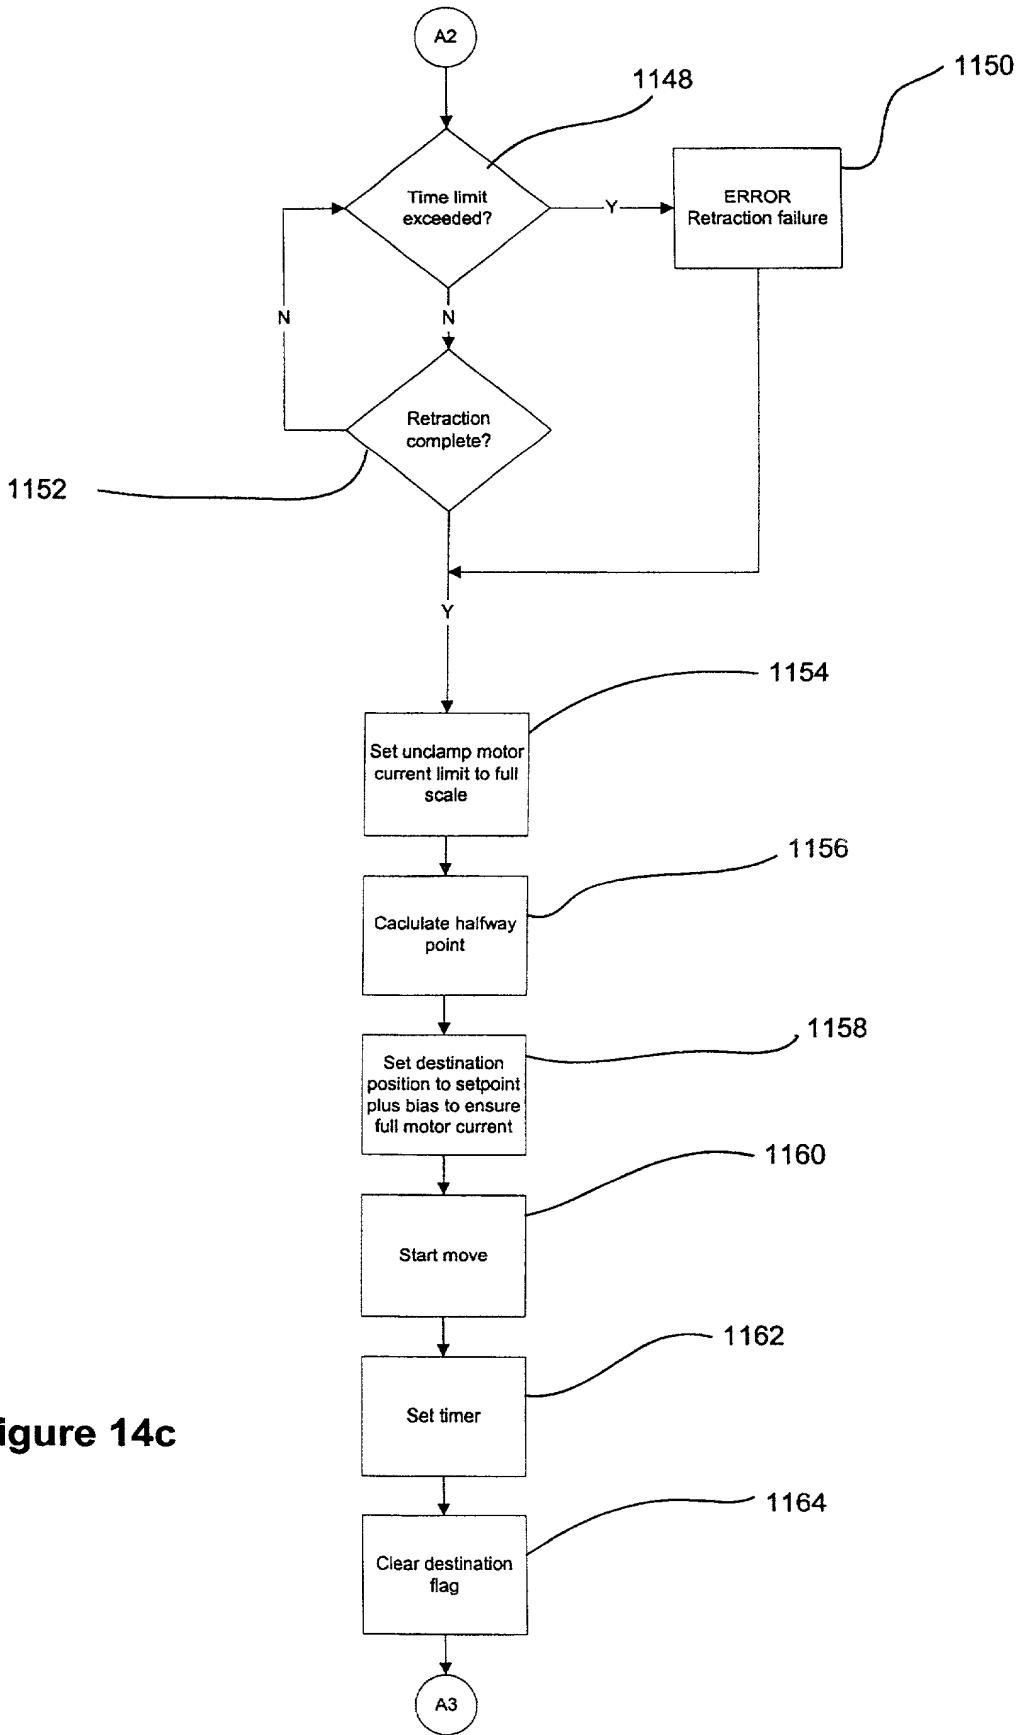 A2
1148
1150
Time limit
exceeded?
Y
ERROR
Retraction failure
N
N
Retraction
complete?
1152
Y
1154
Set unclamp motor
current limit to full
scale
1156
Caclulate halfway
point
1158
Set destination
position to setpoint
plus bias to ensure
full motor current
1160
Start move
1162
Set timer
igure 14c
1164
Clear destination
flag
A3